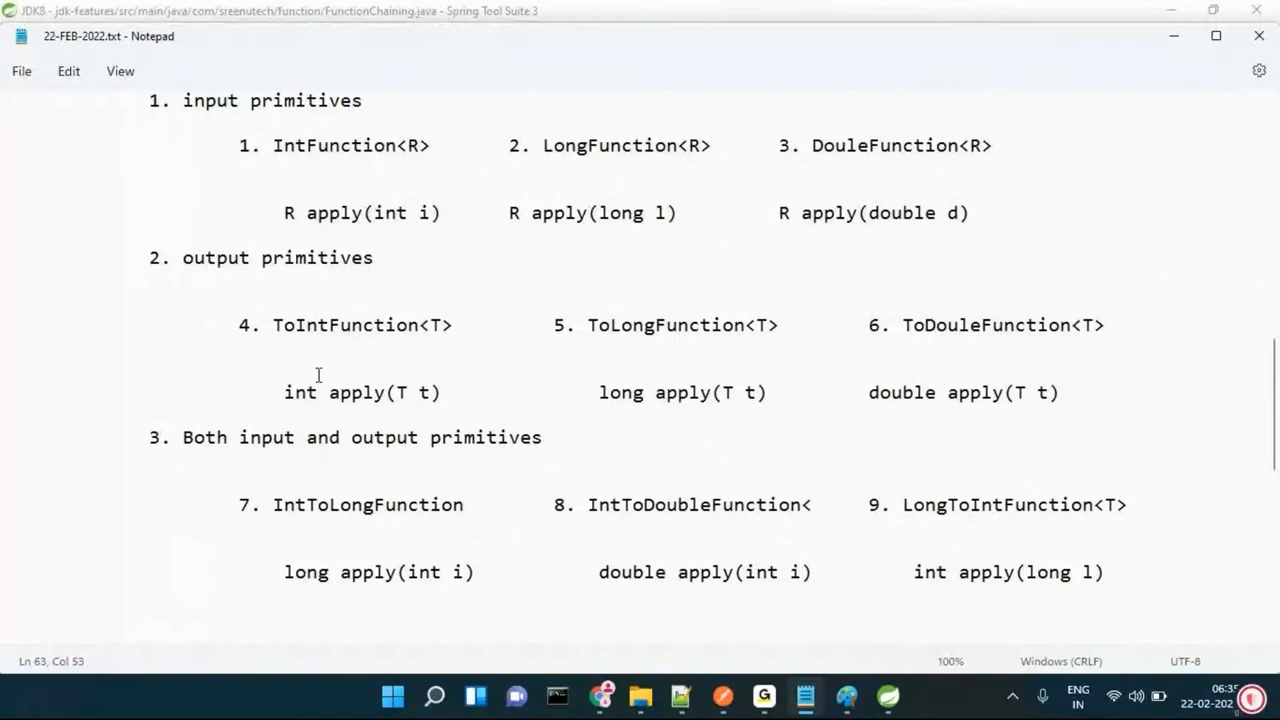 JDK8 - jdk-features/src/main/java/com/sreenutech/function/FunctionChaining.java - Spring Tool Suite 3
22-FEB-2022.txt - Notepad
File Edit View
1. input primitives
1. IntFunction<R> 2. LongFunction<R> 3. DouleFunction<R>
R apply(int i) R apply(long l) R apply(double d)
2. output primitives
4. ToIntFunction<T> 5. ToLongFunction<T> 6. ToDouleFunction<T>
int apply(T t) long apply(T t) double apply(T t)
3. Both input and output primitives
7. IntToLongFunction 8. IntToDoubleFunction< 9. LongToIntFunction<T>
long apply(int i) double apply(int i) int apply(long l)
Ln 63, Col 53 100% Windows (CRLF) UTF-8
ENG 06:3
IN 22-02-202